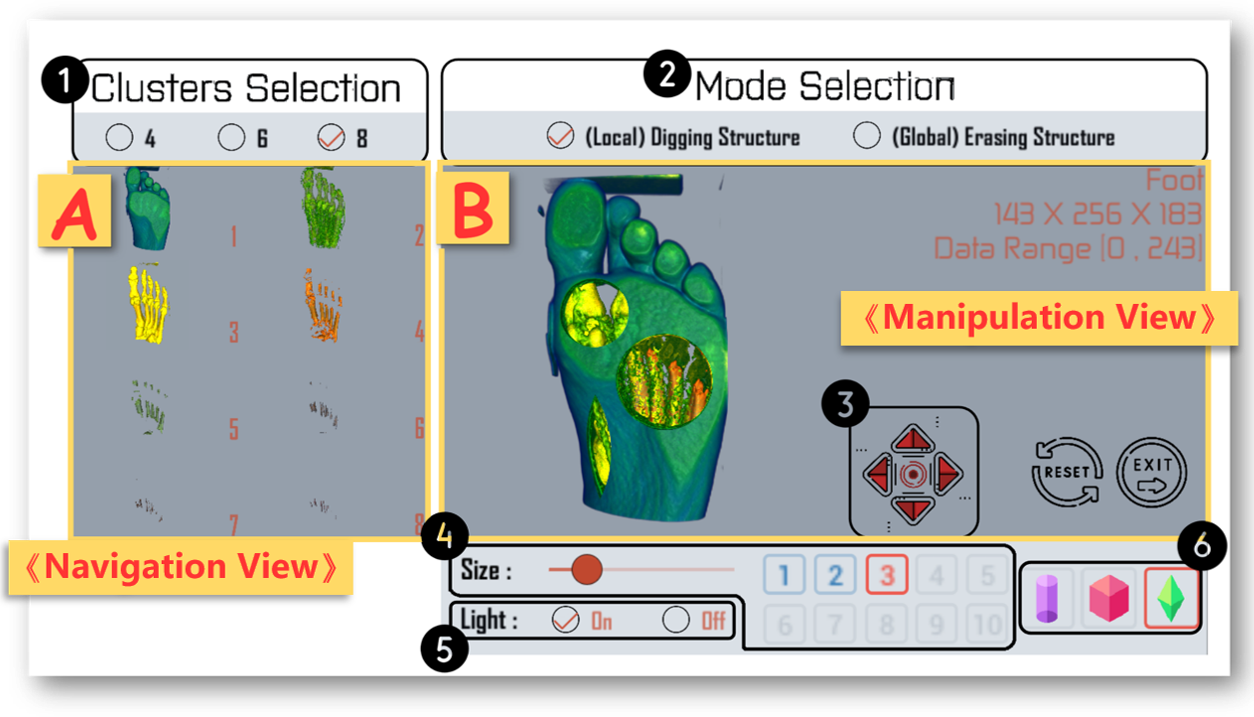 1 Clusters Selection
4 6 8
2 Mode Selection
(Local) Digging Structure (Global) Erasing Structure
A
1 2
3 4
5 6
7 8
《Navigation View》
B
Foot
143 X 256 X 183
Data Range [0 , 243]
《Manipulation View》
3
RESET
EXIT
4
Size :
1 2 3 4 5
6 7 8 9 10
5
Light : On Off
6